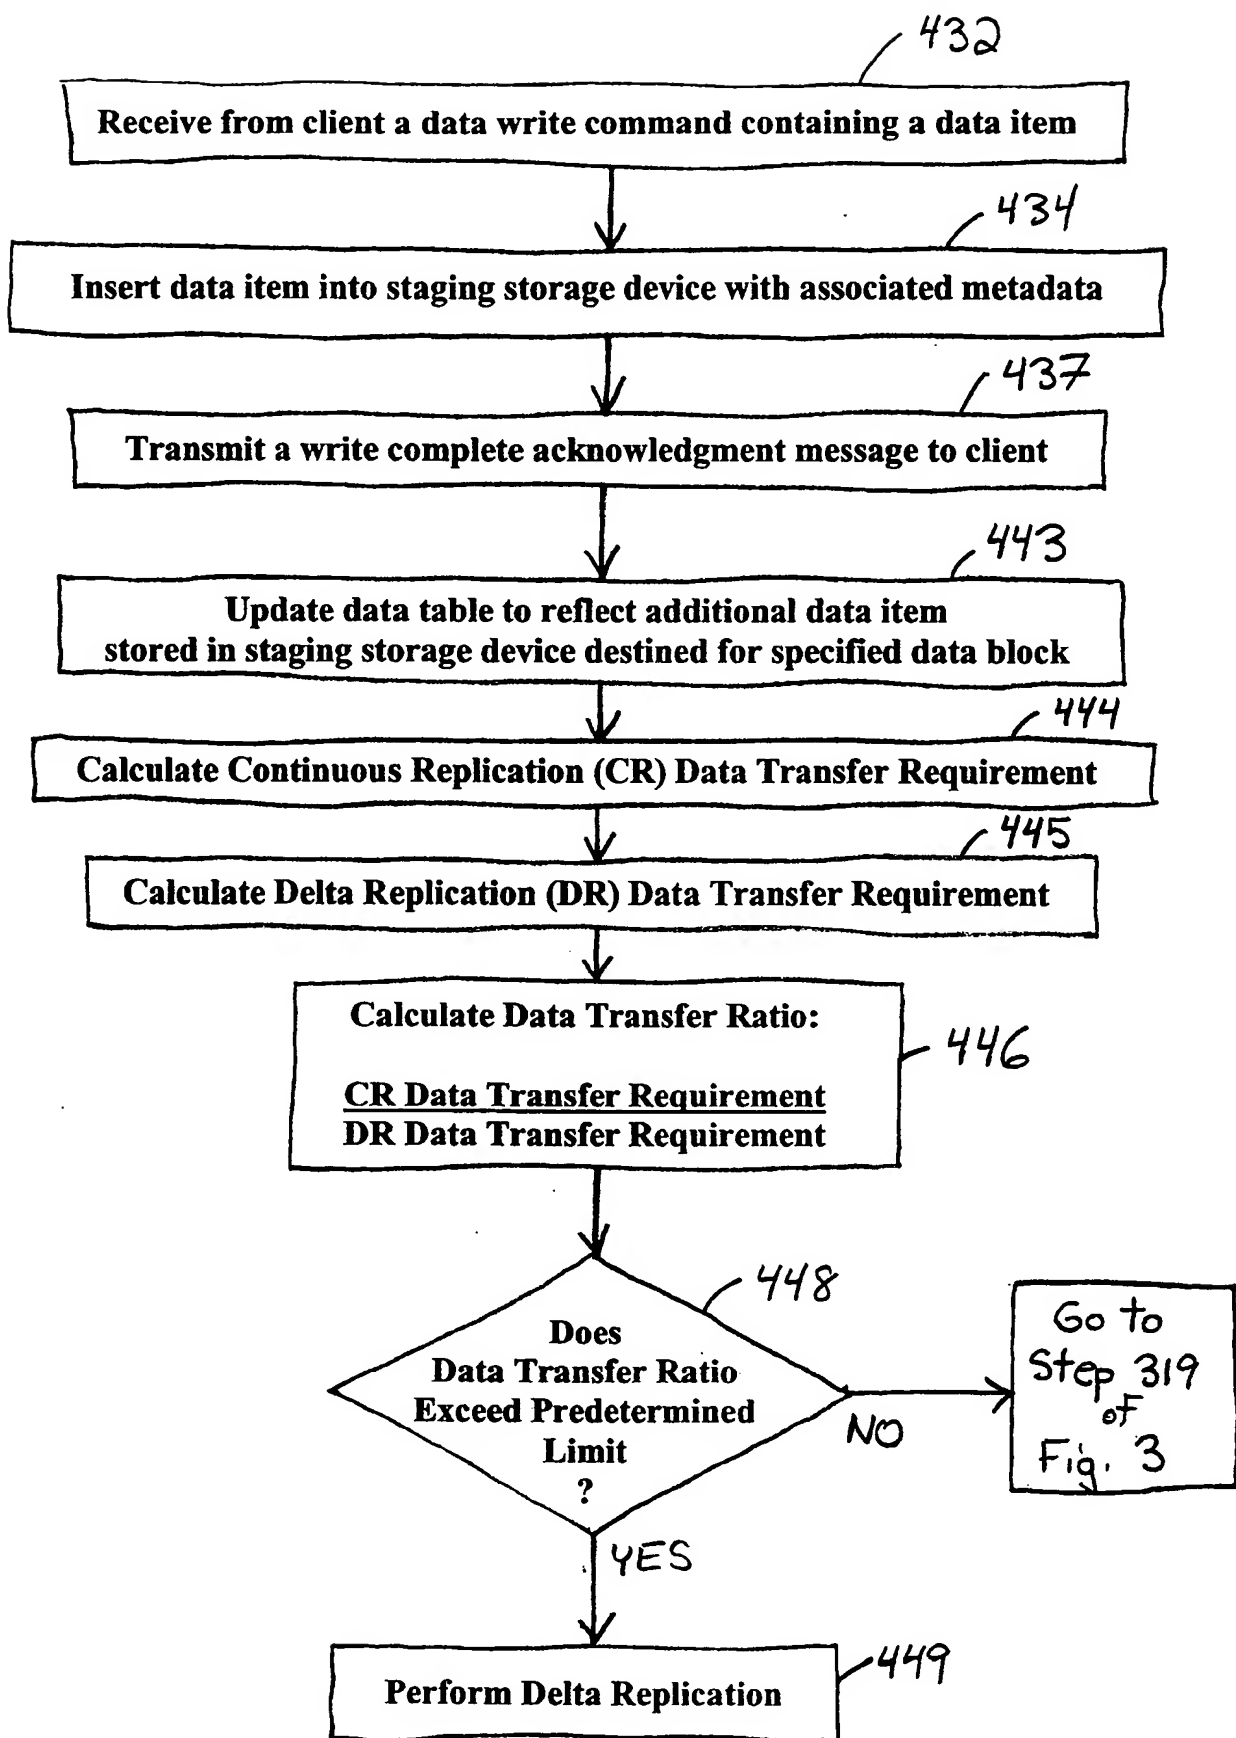 432
Receive from client a data write command containing a data item
434
Insert data item into staging storage device with associated metadata
437
Transmit a write complete acknowledgment message to client
443
Update data table to reflect additional data item
stored in staging storage device destined for specified data block
444
Calculate Continuous Replication (CR) Data Transfer Requirement
445
Calculate Delta Replication (DR) Data Transfer Requirement
Calculate Data Transfer Ratio:
446
CR Data Transfer Requirement
DR Data Transfer Requirement
448
Does
Data Transfer Ratio
Exceed Predetermined
Limit
?
NO
Go to
Step 319
of
Fig. 3
YES
449
Perform Delta Replication